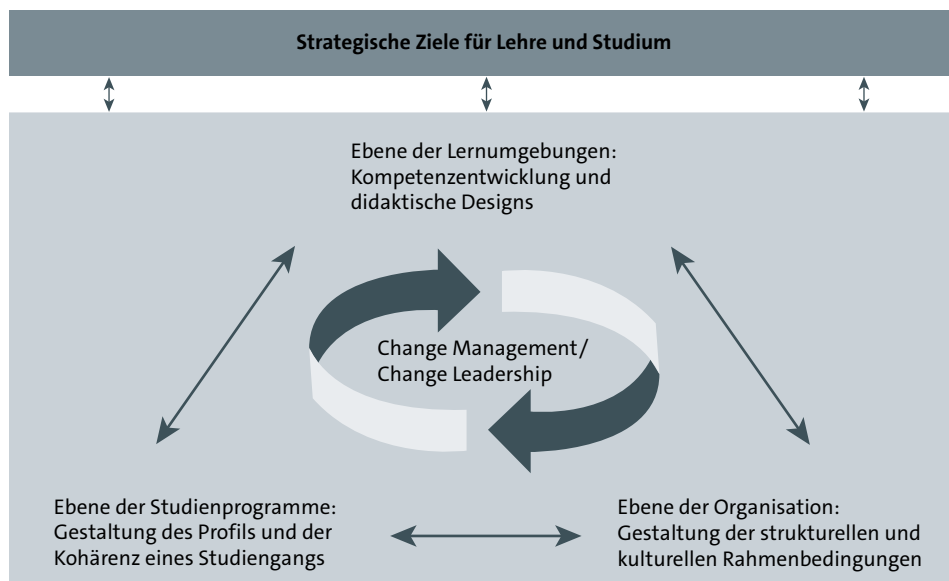 Strategische Ziele für Lehre und Studium
Ebene der Lernumgebungen:
Kompetenzentwicklung und
didaktische Designs
Change Management/
Change Leadership
Ebene der Studienprogramme:
Gestaltung des Profils und der
Kohärenz eines Studiengangs
Ebene der Organisation:
Gestaltung der strukturellen und
kulturellen Rahmenbedingungen